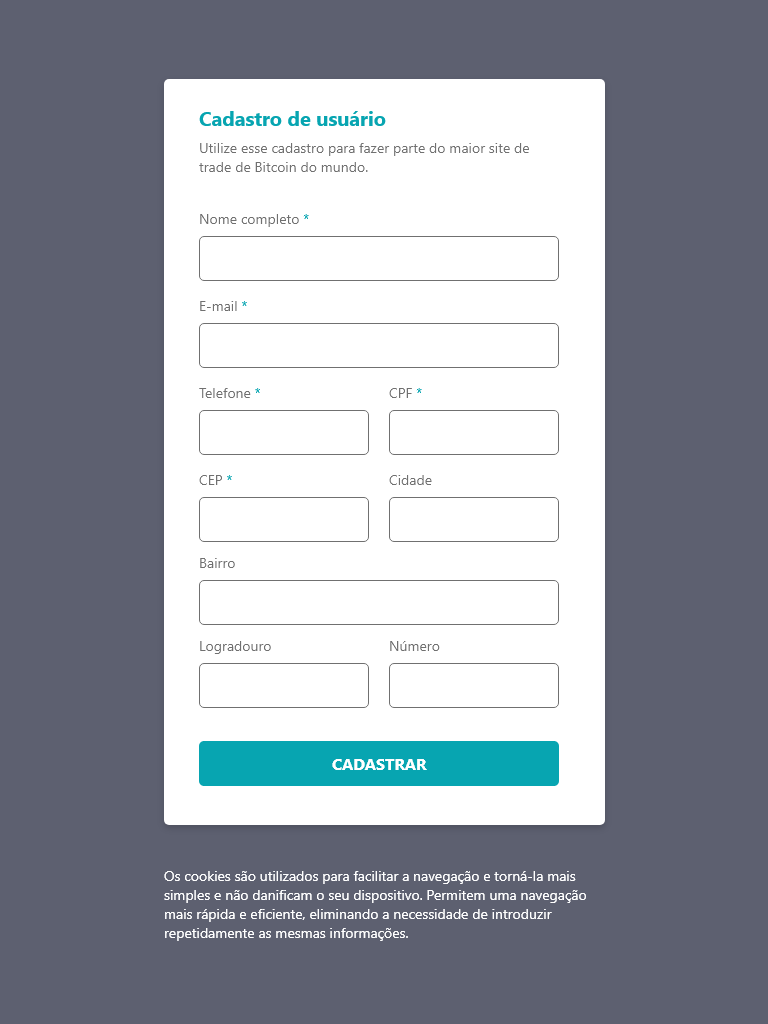 Cadastro de usuário
Utilize esse cadastro para fazer parte do maior site de
trade de Bitcoin do mundo.
Nome completo *
E-mail *
Telefone *
CPF *
CEP *
Cidade
Bairro
Logradouro
Número
CADASTRAR
Os cookies são utilizados para facilitar a navegação e torná-la mais
simples e não danificam o seu dispositivo. Permitem uma navegação
mais rápida e eficiente, eliminando a necessidade de introduzir
repetidamente as mesmas informações.